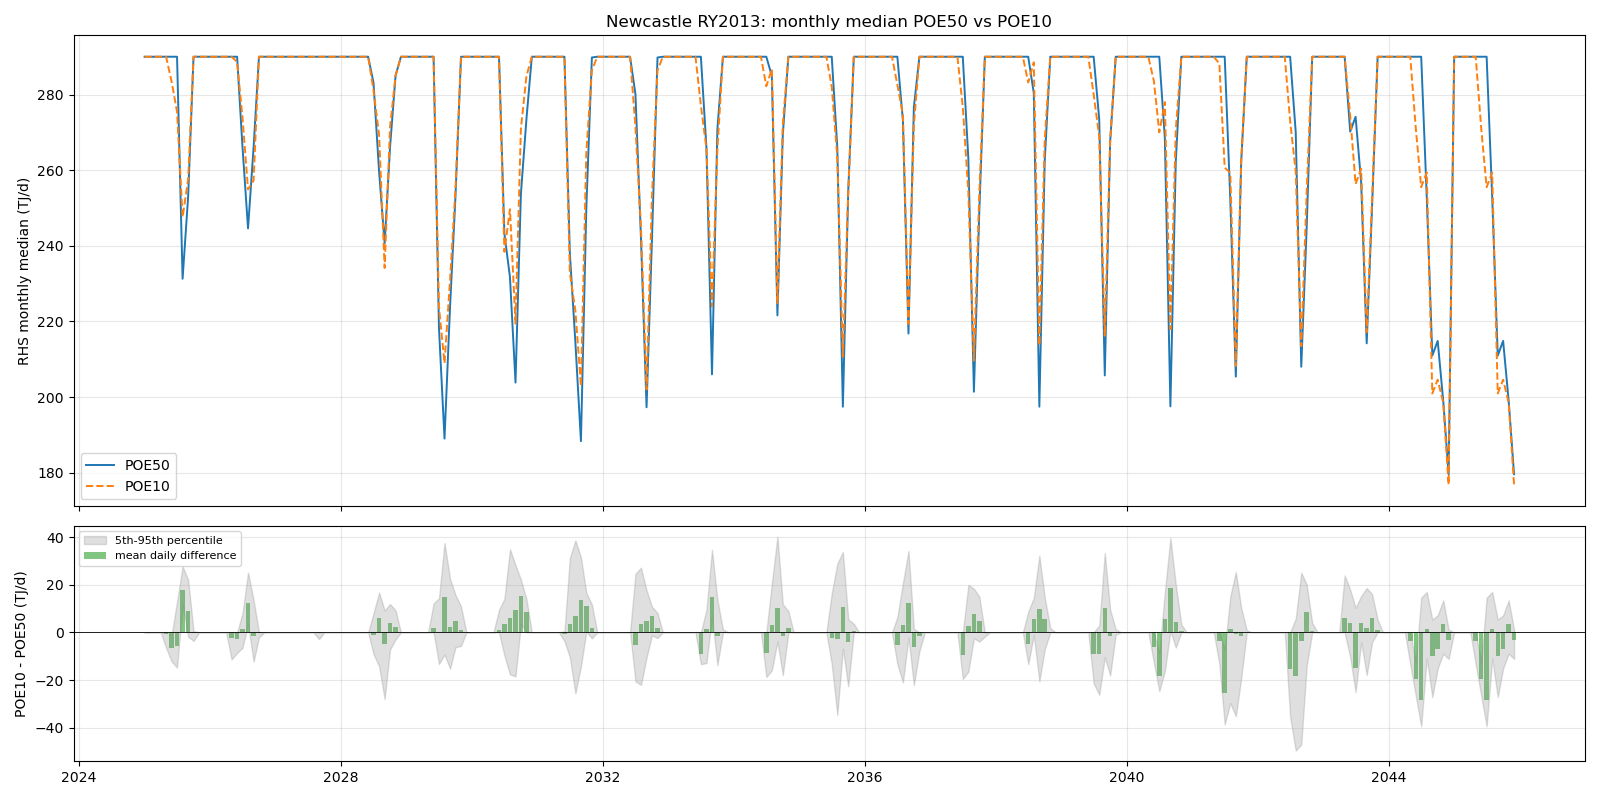 Newcastle RY2013: monthly median POE50 vs POE10
RHS monthly median (TJ/d)
280
260
240
220
200
180
POE50
POE10
POE10 - POE50 (TJ/d)
40
20
0
−20
−40
5th-95th percentile
mean daily difference
2024
2028
2032
2036
2040
2044